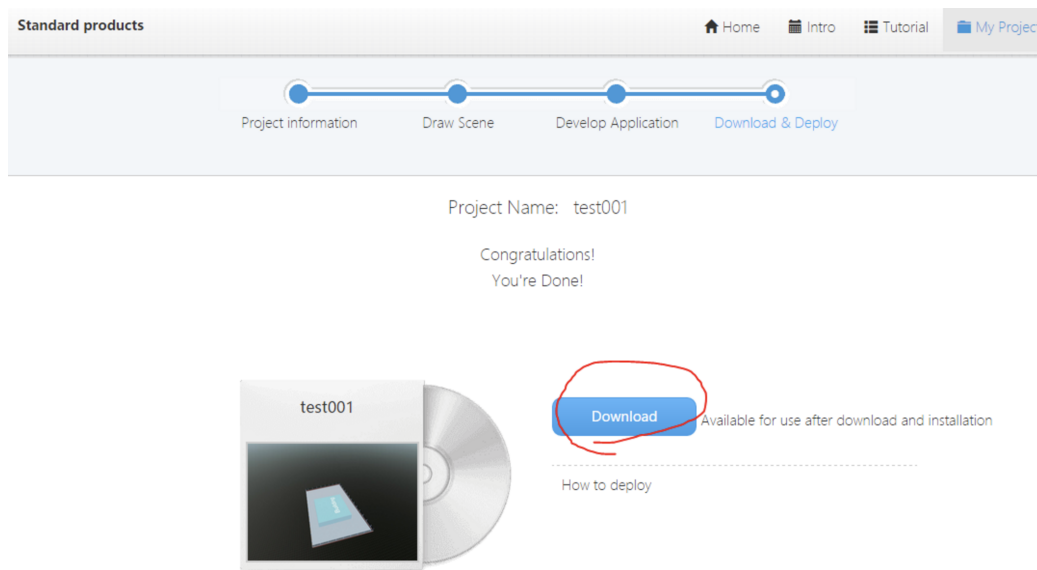 Standard products
Home Intro Tutorial My Projec
Project information Draw Scene Develop Application Download & Deploy
Project Name: test001
Congratulations!
You're Done!
test001
Download Available for use after download and installation
How to deploy